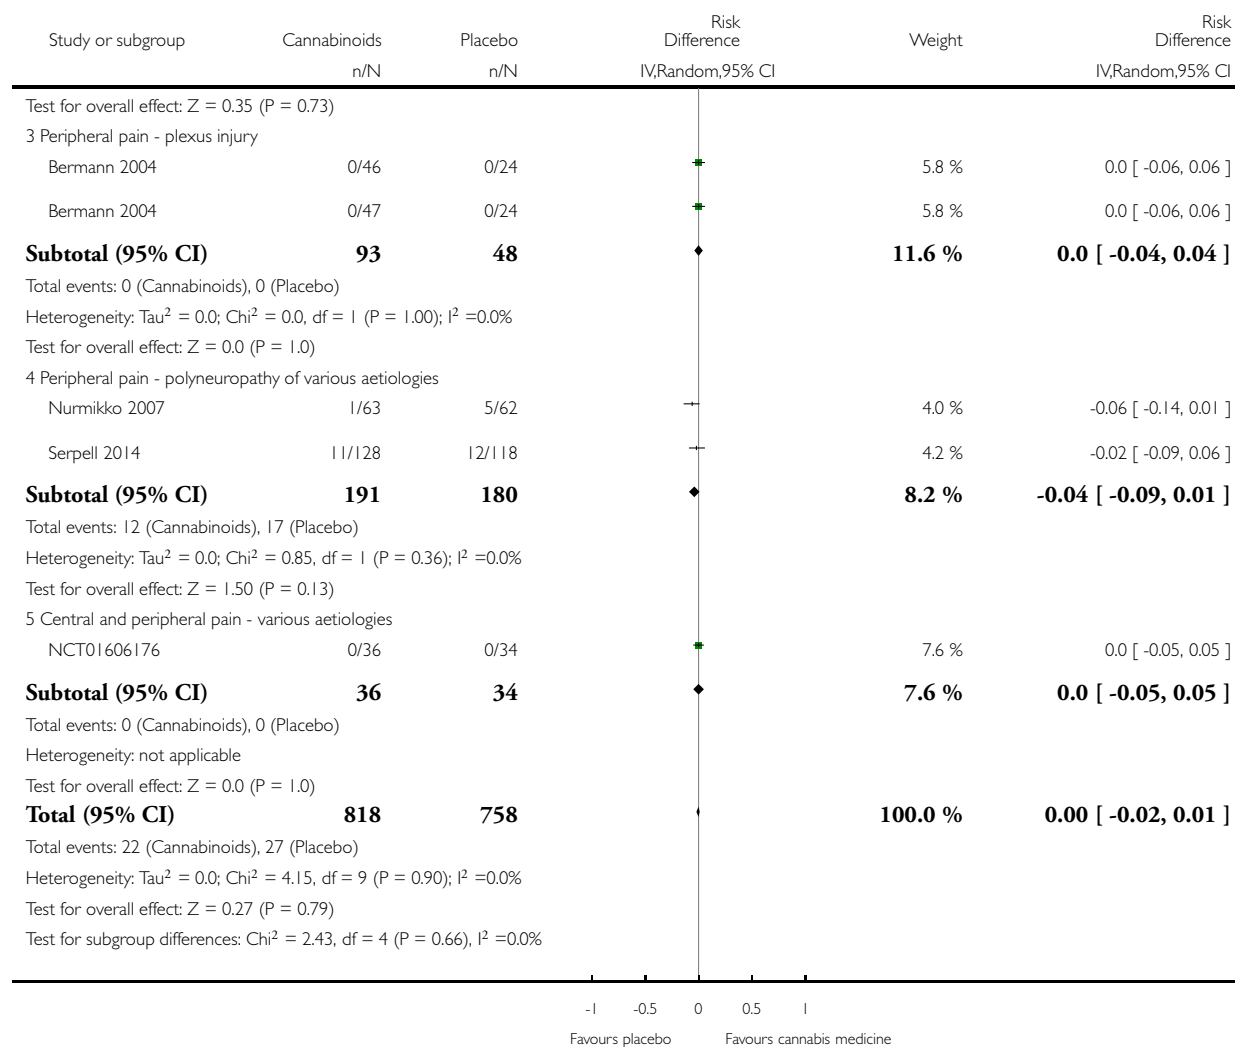 Study or subgroup Cannabinoids Placebo Risk Difference Weight Risk Difference
n/N n/N IV,Random,95% CI IV,Random,95% CI
Test for overall effect: Z = 0.35 (P = 0.73)
3 Peripheral pain - plexus injury
Bermann 2004 0/46 0/24 5.8 % 0.0 [ -0.06, 0.06 ]
Bermann 2004 0/47 0/24 5.8 % 0.0 [ -0.06, 0.06 ]
Subtotal (95% CI) 93 48 11.6 % 0.0 [ -0.04, 0.04 ]
Total events: 0 (Cannabinoids), 0 (Placebo)
Heterogeneity: Tau² = 0.0; Chi² = 0.0, df = 1 (P = 1.00); I² =0.0%
Test for overall effect: Z = 0.0 (P = 1.0)
4 Peripheral pain - polyneuropathy of various aetiologies
Nurmikko 2007 1/63 5/62 4.0 % -0.06 [ -0.14, 0.01 ]
Serpell 2014 11/128 12/118 4.2 % -0.02 [ -0.09, 0.06 ]
Subtotal (95% CI) 191 180 8.2 % -0.04 [ -0.09, 0.01 ]
Total events: 12 (Cannabinoids), 17 (Placebo)
Heterogeneity: Tau² = 0.0; Chi² = 0.85, df = 1 (P = 0.36); I² =0.0%
Test for overall effect: Z = 1.50 (P = 0.13)
5 Central and peripheral pain - various aetiologies
NCT01606176 0/36 0/34 7.6 % 0.0 [ -0.05, 0.05 ]
Subtotal (95% CI) 36 34 7.6 % 0.0 [ -0.05, 0.05 ]
Total events: 0 (Cannabinoids), 0 (Placebo)
Heterogeneity: not applicable
Test for overall effect: Z = 0.0 (P = 1.0)
Total (95% CI) 818 758 100.0 % 0.00 [ -0.02, 0.01 ]
Total events: 22 (Cannabinoids), 27 (Placebo)
Heterogeneity: Tau² = 0.0; Chi² = 4.15, df = 9 (P = 0.90); I² =0.0%
Test for overall effect: Z = 0.27 (P = 0.79)
Test for subgroup differences: Chi² = 2.43, df = 4 (P = 0.66), I² =0.0%
-1 -0.5 0 0.5 1
Favours placebo Favours cannabis medicine